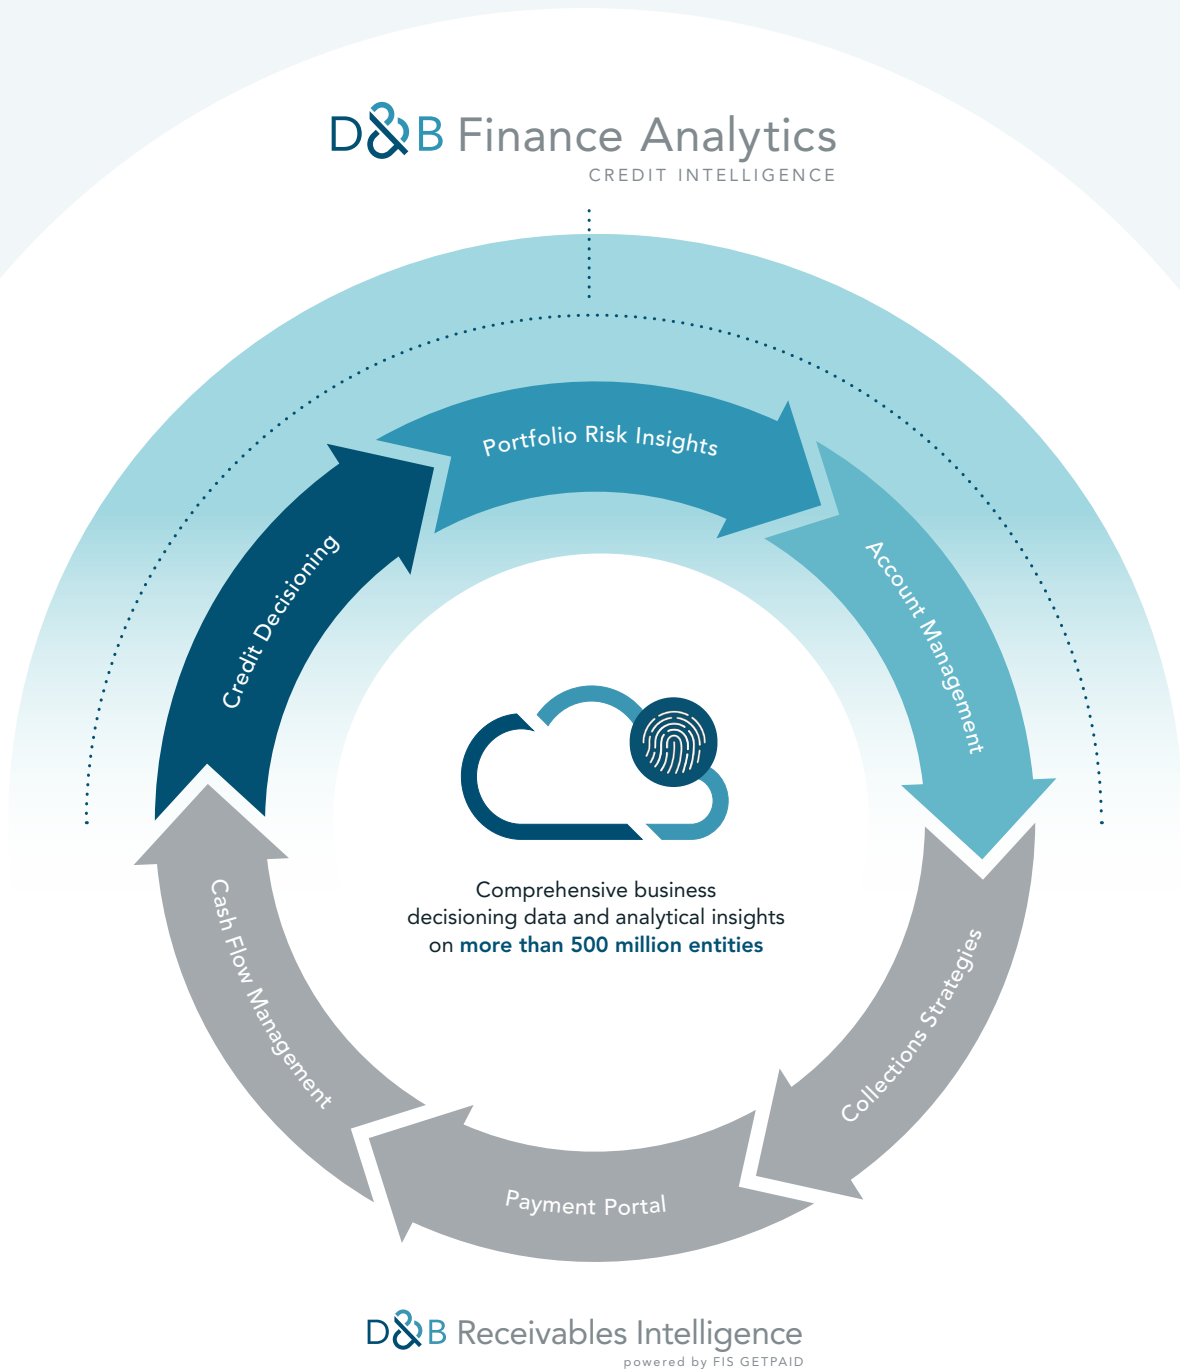 D&B Finance Analytics
CREDIT INTELLIGENCE
Portfolio Risk Insights
Credit Decisioning
Account Management
Comprehensive business
decisioning data and analytical insights
on more than 500 million entities
Cash Flow Management
Collections Strategies
Payment Portal
D&B Receivables Intelligence
powered by FIS GETPAID